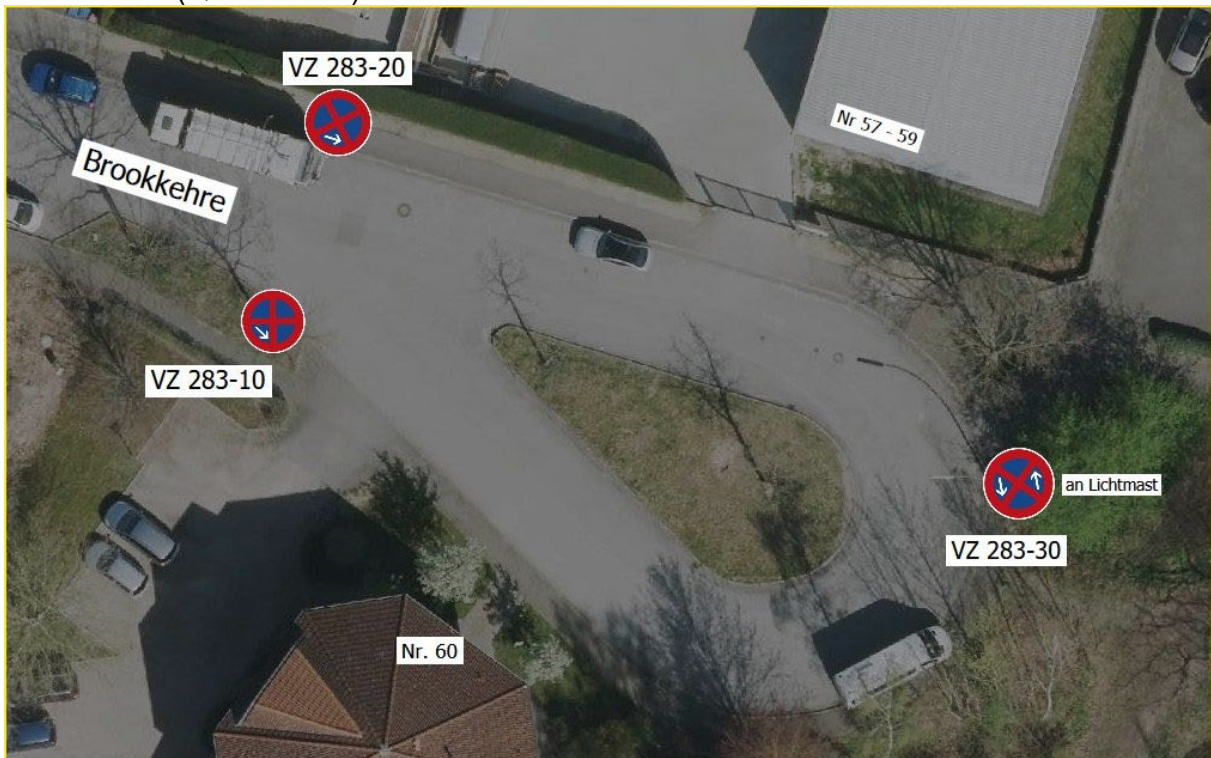 VZ 283-20
Nr 57 - 59
Brookkehre
VZ 283-10
an Lichtmast
VZ 283-30
Nr. 60